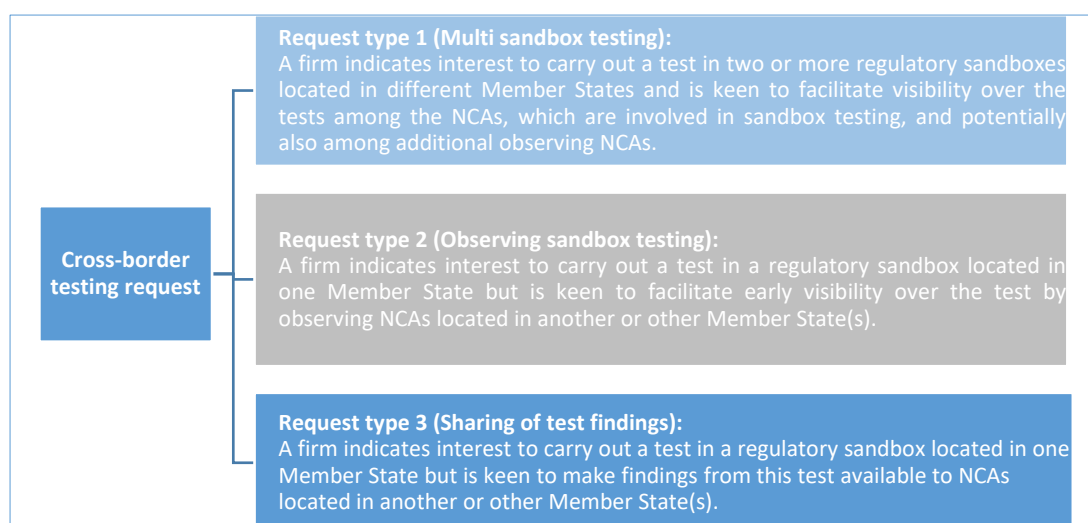 Request type 1 (Multi sandbox testing):
A firm indicates interest to carry out a test in two or more regulatory sandboxes
located in different Member States and is keen to facilitate visibility over the
tests among the NCAs, which are involved in sandbox testing, and potentially
also among additional observing NCAs.
Cross-border
testing request
Request type 2 (Observing sandbox testing):
A firm indicates interest to carry out a test in a regulatory sandbox located in
one Member State but is keen to facilitate early visibility over the test by
observing NCAs located in another or other Member State(s).
Request type 3 (Sharing of test findings):
A firm indicates interest to carry out a test in a regulatory sandbox located in one
Member State but is keen to make findings from this test available to NCAs
located in another or other Member State(s).